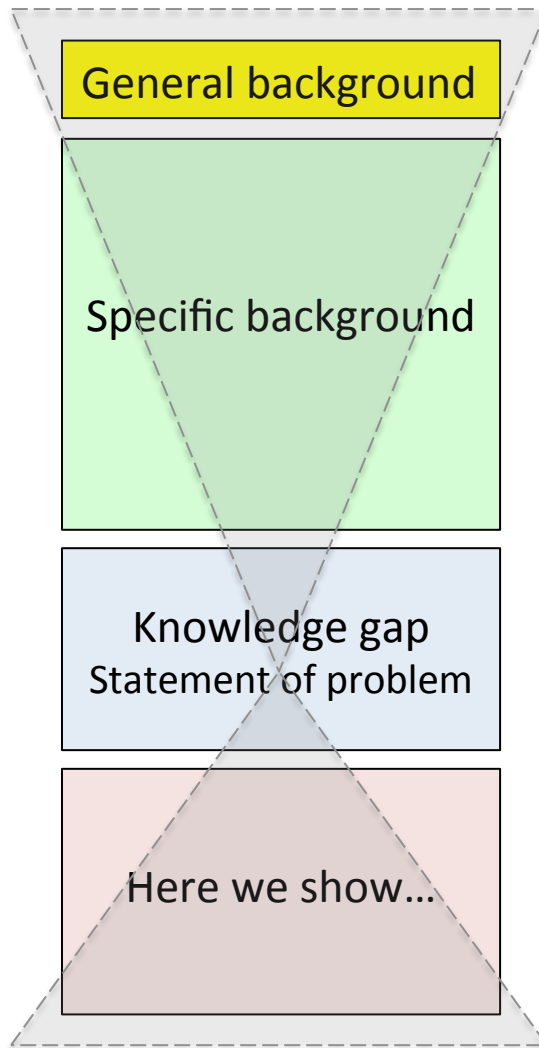 General background
Specific background
Knowledge gap
Statement of problem
Here we show…